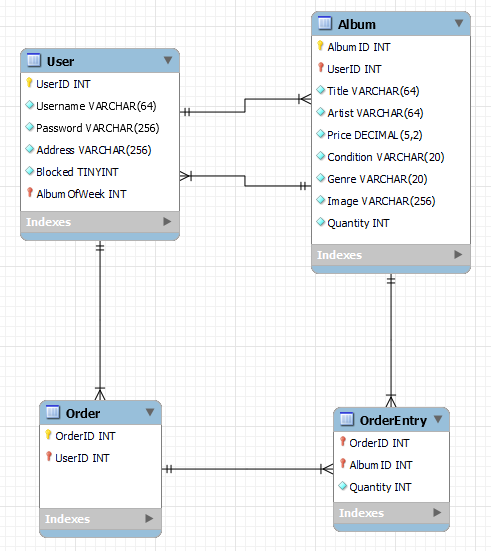 User
UserID INT
Username VARCHAR(64)
Password VARCHAR(256)
Address VARCHAR(256)
Blocked TINYINT
AlbumOfWeek INT
Indexes
Album
AlbumID INT
UserID INT
Title VARCHAR(64)
Artist VARCHAR(64)
Price DECIMAL(5,2)
Condition VARCHAR(20)
Genre VARCHAR(20)
Image VARCHAR(256)
Quantity INT
Indexes
Order
OrderID INT
UserID INT
Indexes
OrderEntry
OrderID INT
AlbumID INT
Quantity INT
Indexes